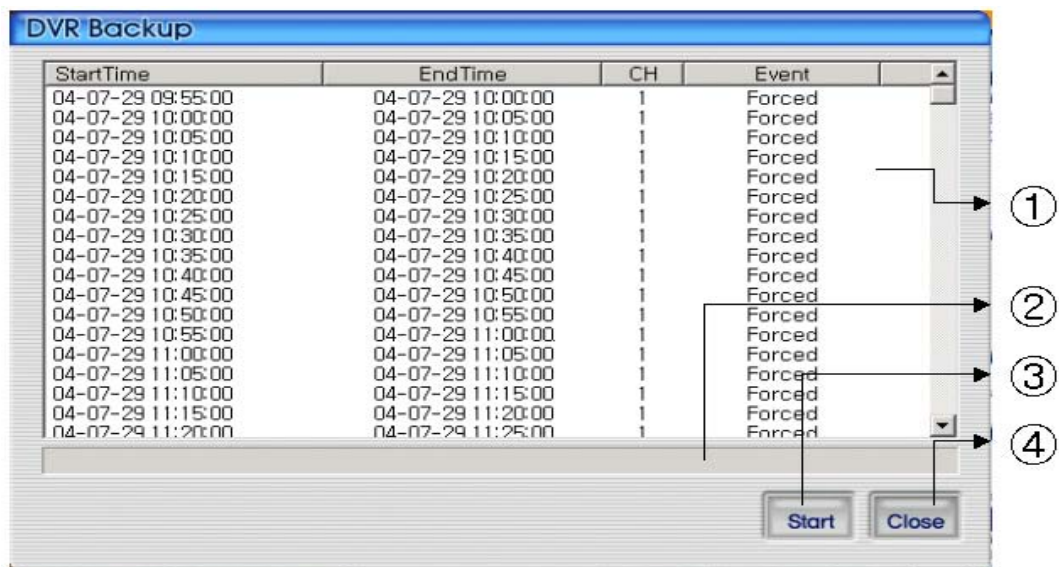 DVR Backup
StartTime EndTime CH Event
04-07-29 09:55:00 04-07-29 10:00:00 1 Forced
04-07-29 10:00:00 04-07-29 10:05:00 1 Forced
04-07-29 10:05:00 04-07-29 10:10:00 1 Forced
04-07-29 10:10:00 04-07-29 10:15:00 1 Forced
04-07-29 10:15:00 04-07-29 10:20:00 1 Forced
04-07-29 10:20:00 04-07-29 10:25:00 1 Forced
04-07-29 10:25:00 04-07-29 10:30:00 1 Forced
04-07-29 10:30:00 04-07-29 10:35:00 1 Forced
04-07-29 10:35:00 04-07-29 10:40:00 1 Forced
04-07-29 10:40:00 04-07-29 10:45:00 1 Forced
04-07-29 10:45:00 04-07-29 10:50:00 1 Forced
04-07-29 10:50:00 04-07-29 10:55:00 1 Forced
04-07-29 10:55:00 04-07-29 11:00:00 1 Forced
04-07-29 11:00:00 04-07-29 11:05:00 1 Forced
04-07-29 11:05:00 04-07-29 11:10:00 1 Forced
04-07-29 11:10:00 04-07-29 11:15:00 1 Forced
04-07-29 11:15:00 04-07-29 11:20:00 1 Forced
04-07-29 11:20:00 04-07-29 11:25:00 1 Forced
①
②
③
④
Start Close